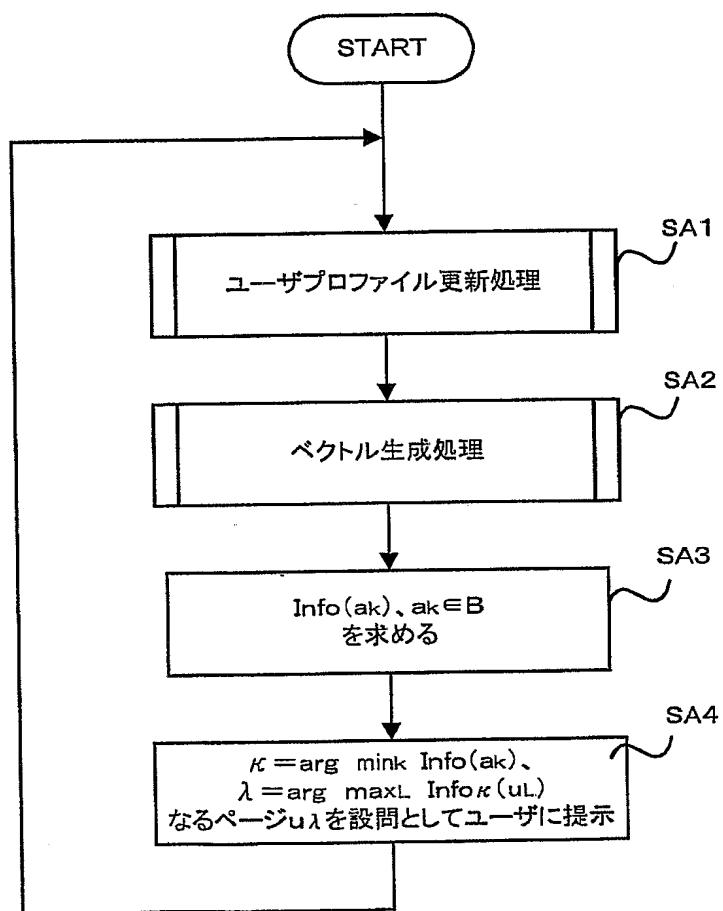 START
SA1
ユーザプロファイル更新処理
SA2
ベクトル生成処理
SA3
Info(ak)、ak∈B
を求める
SA4
κ=arg mink Info(ak)、
λ=arg maxL Infoκ(uL)
なるページuλを設問としてユーザに提示